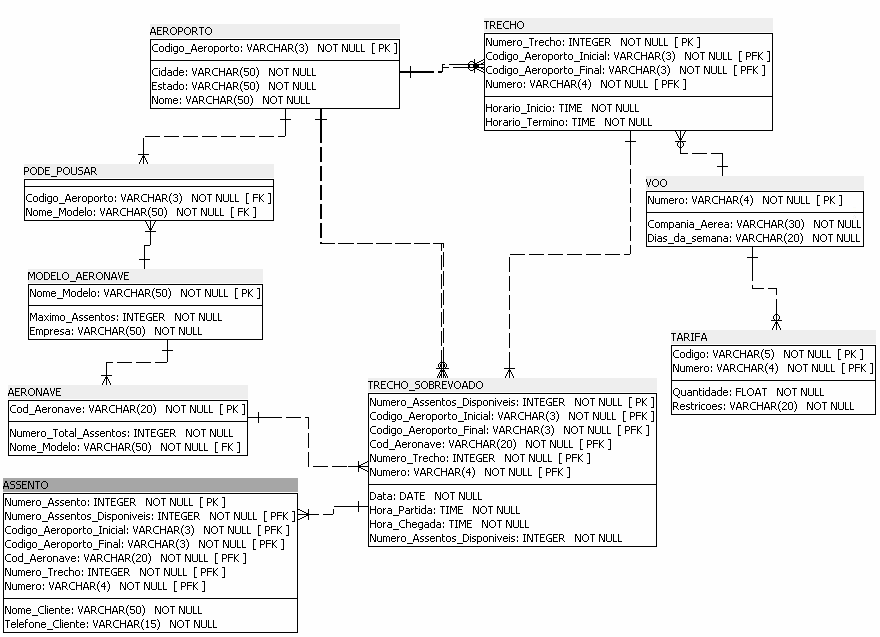 AEROPORTO
Codigo_Aeroporto: VARCHAR(3) NOT NULL [ PK ]
Cidade: VARCHAR(50) NOT NULL
Estado: VARCHAR(50) NOT NULL
Nome: VARCHAR(50) NOT NULL
TRECHO
Numero_Trecho: INTEGER NOT NULL [ PK ]
Codigo_Aeroporto_Inicial: VARCHAR(3) NOT NULL [ PFK ]
Codigo_Aeroporto_Final: VARCHAR(3) NOT NULL [ PFK ]
Numero: VARCHAR(4) NOT NULL [ PFK ]
Horario_Inicio: TIME NOT NULL
Horario_Termino: TIME NOT NULL
PODE_POUSAR
Codigo_Aeroporto: VARCHAR(3) NOT NULL [ FK ]
Nome_Modelo: VARCHAR(50) NOT NULL [ FK ]
VOO
Numero: VARCHAR(4) NOT NULL [ PK ]
Compania_Aerea: VARCHAR(30) NOT NULL
Dias_da_semana: VARCHAR(20) NOT NULL
MODELO_AERONAVE
Nome_Modelo: VARCHAR(50) NOT NULL [ PK ]
Maximo_Assentos: INTEGER NOT NULL
Empresa: VARCHAR(50) NOT NULL
TARIFA
Codigo: VARCHAR(5) NOT NULL [ PK ]
Numero: VARCHAR(4) NOT NULL [ PFK ]
Quantidade: FLOAT NOT NULL
Restricoes: VARCHAR(20) NOT NULL
AERONAVE
Cod_Aeronave: VARCHAR(20) NOT NULL [ PK ]
Numero_Total_Assentos: INTEGER NOT NULL
Nome_Modelo: VARCHAR(50) NOT NULL [ FK ]
TRECHO_SOBREVOADO
Numero_Assentos_Disponiveis: INTEGER NOT NULL [ PK ]
Codigo_Aeroporto_Inicial: VARCHAR(3) NOT NULL [ PFK ]
Codigo_Aeroporto_Final: VARCHAR(3) NOT NULL [ PFK ]
Cod_Aeronave: VARCHAR(20) NOT NULL [ PFK ]
Numero_Trecho: INTEGER NOT NULL [ PFK ]
Numero: VARCHAR(4) NOT NULL [ PFK ]
Data: DATE NOT NULL
Hora_Partida: TIME NOT NULL
Hora_Chegada: TIME NOT NULL
Numero_Assentos_Disponiveis: INTEGER NOT NULL
ASSENTO
Numero_Assento: INTEGER NOT NULL [ PK ]
Numero_Assentos_Disponiveis: INTEGER NOT NULL [ PFK ]
Codigo_Aeroporto_Inicial: VARCHAR(3) NOT NULL [ PFK ]
Codigo_Aeroporto_Final: VARCHAR(3) NOT NULL [ PFK ]
Cod_Aeronave: VARCHAR(20) NOT NULL [ PFK ]
Numero_Trecho: INTEGER NOT NULL [ PFK ]
Numero: VARCHAR(4) NOT NULL [ PFK ]
Nome_Cliente: VARCHAR(50) NOT NULL
Telefone_Cliente: VARCHAR(15) NOT NULL